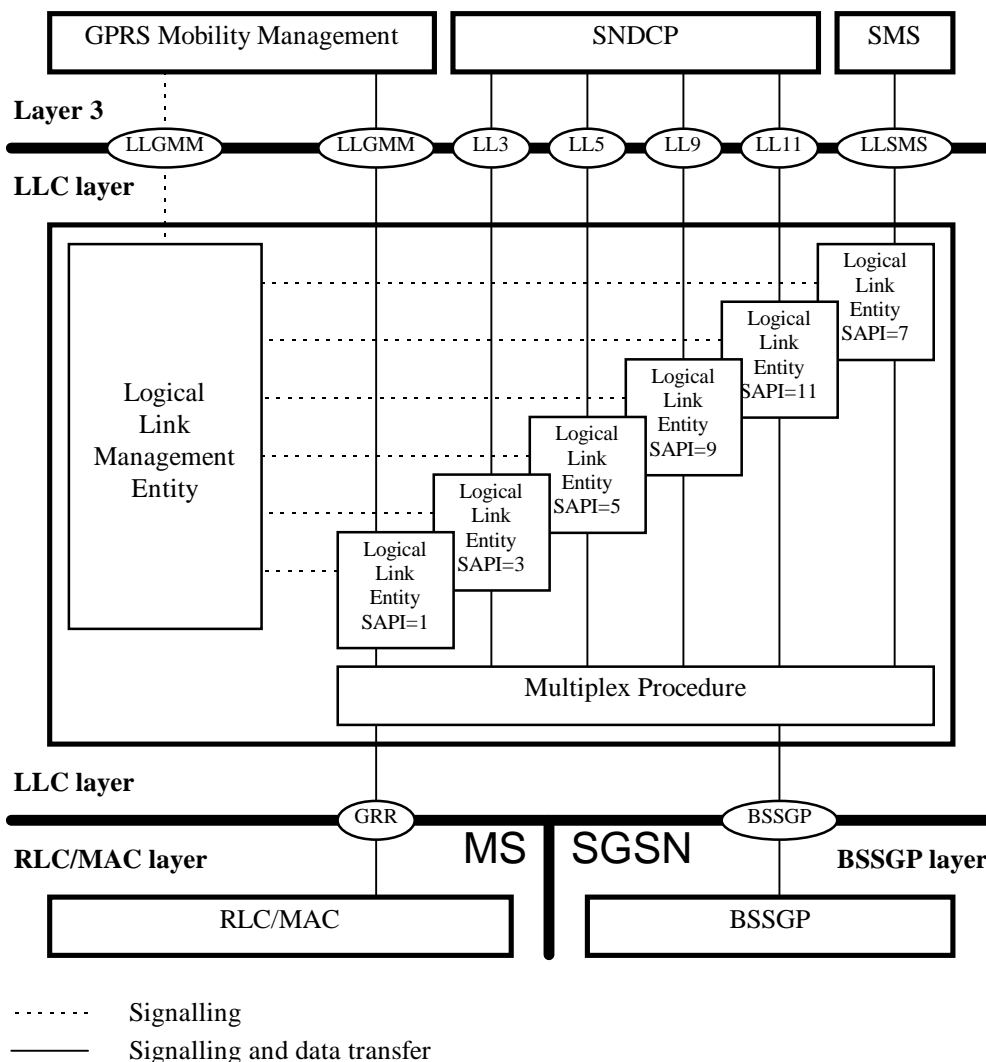 GPRS Mobility Management
SNDCP
SMS
Layer 3
LLGMM
LLGMM
LL3
LL5
LL9
LL11
LLSMS
LLC layer
Logical
Link
Management
Entity
Logical
Link
Entity
SAPI=7
Logical
Link
Entity
SAPI=11
Logical
Link
Entity
SAPI=9
Logical
Link
Entity
SAPI=5
Logical
Link
Entity
SAPI=3
Logical
Link
Entity
SAPI=1
Multiplex Procedure
LLC layer
GRR
BSSGP
MS
SGSN
RLC/MAC layer
BSSGP layer
RLC/MAC
BSSGP
Signalling
Signalling and data transfer